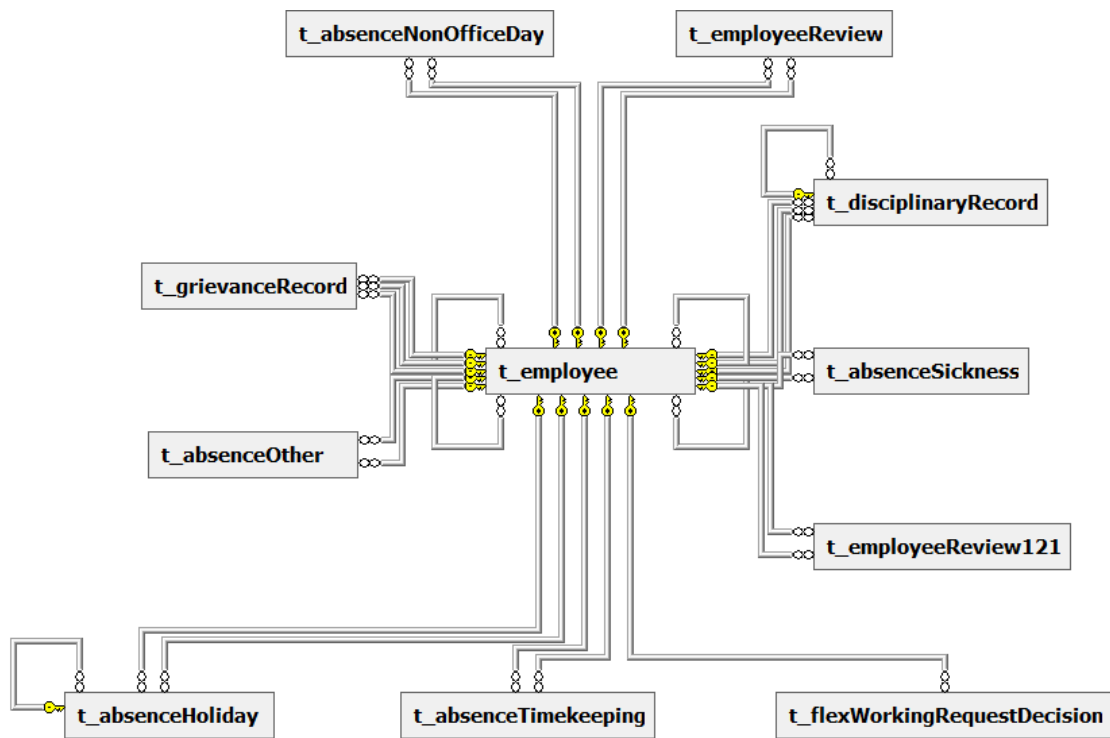 t_absenceNonOfficeDay
t_employeeReview
t_disciplinaryRecord
t_grievanceRecord
t_employee
t_absenceSickness
t_absenceOther
t_employeeReview121
t_absenceHoliday
t_absenceTimekeeping
t_flexWorkingRequestDecision